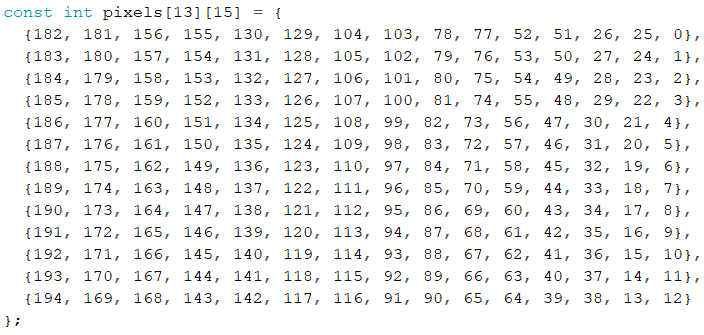 const int pixels[13][15] = {
{182, 181, 156, 155, 130, 129, 104, 103, 78, 77, 52, 51, 26, 25, 0},
{183, 180, 157, 154, 131, 128, 105, 102, 79, 76, 53, 50, 27, 24, 1},
{184, 179, 158, 153, 132, 127, 106, 101, 80, 75, 54, 49, 28, 23, 2},
{185, 178, 159, 152, 133, 126, 107, 100, 81, 74, 55, 48, 29, 22, 3},
{186, 177, 160, 151, 134, 125, 108, 99, 82, 73, 56, 47, 30, 21, 4},
{187, 176, 161, 150, 135, 124, 109, 98, 83, 72, 57, 46, 31, 20, 5},
{188, 175, 162, 149, 136, 123, 110, 97, 84, 71, 58, 45, 32, 19, 6},
{189, 174, 163, 148, 137, 122, 111, 96, 85, 70, 59, 44, 33, 18, 7},
{190, 173, 164, 147, 138, 121, 112, 95, 86, 69, 60, 43, 34, 17, 8},
{191, 172, 165, 146, 139, 120, 113, 94, 87, 68, 61, 42, 35, 16, 9},
{192, 171, 166, 145, 140, 119, 114, 93, 88, 67, 62, 41, 36, 15, 10},
{193, 170, 167, 144, 141, 118, 115, 92, 89, 66, 63, 40, 37, 14, 11},
{194, 169, 168, 143, 142, 117, 116, 91, 90, 65, 64, 39, 38, 13, 12}
};